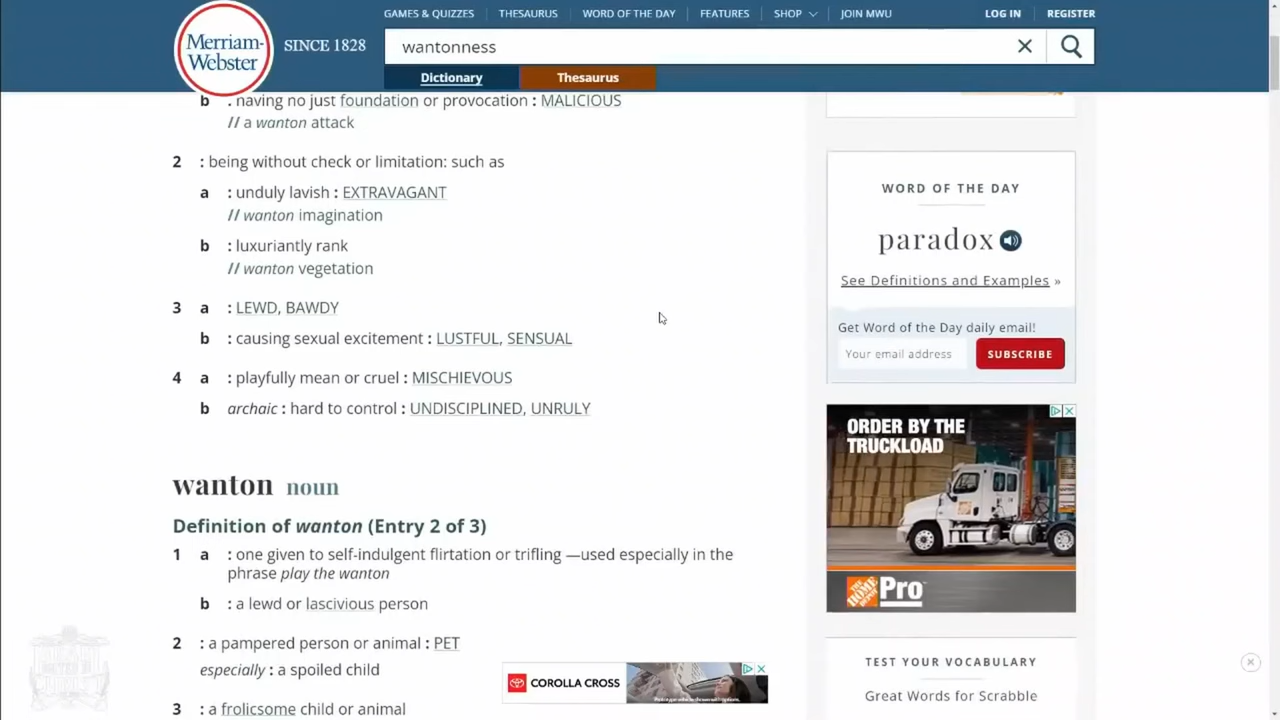 GAMES & QUIZZES THESAURUS WORD OF THE DAY FEATURES SHOP JOIN MWU LOG IN REGISTER
Merriam-
Webster
SINCE 1828
wantonness
Dictionary Thesaurus
b : having no just foundation or provocation : MALICIOUS
// a wanton attack
2 : being without check or limitation: such as
a : unduly lavish : EXTRAVAGANT
// wanton imagination
b : luxuriantly rank
// wanton vegetation
3 a : LEWD, BAWDY
b : causing sexual excitement : LUSTFUL, SENSUAL
4 a : playfully mean or cruel : MISCHIEVOUS
b archaic : hard to control : UNDISCIPLINED, UNRULY
wanton noun
Definition of wanton (Entry 2 of 3)
1 a : one given to self-indulgent flirtation or trifling —used especially in the
phrase play the wanton
b : a lewd or lascivious person
2 : a pampered person or animal : PET
especially : a spoiled child
3 : a frolicsome child or animal
WORD OF THE DAY
paradox
See Definitions and Examples »
Get Word of the Day daily email!
Your email address SUBSCRIBE
ORDER BY THE
TRUCKLOAD
THE HOME DEPOT Pro
COROLLA CROSS
TEST YOUR VOCABULARY
Great Words for Scrabble